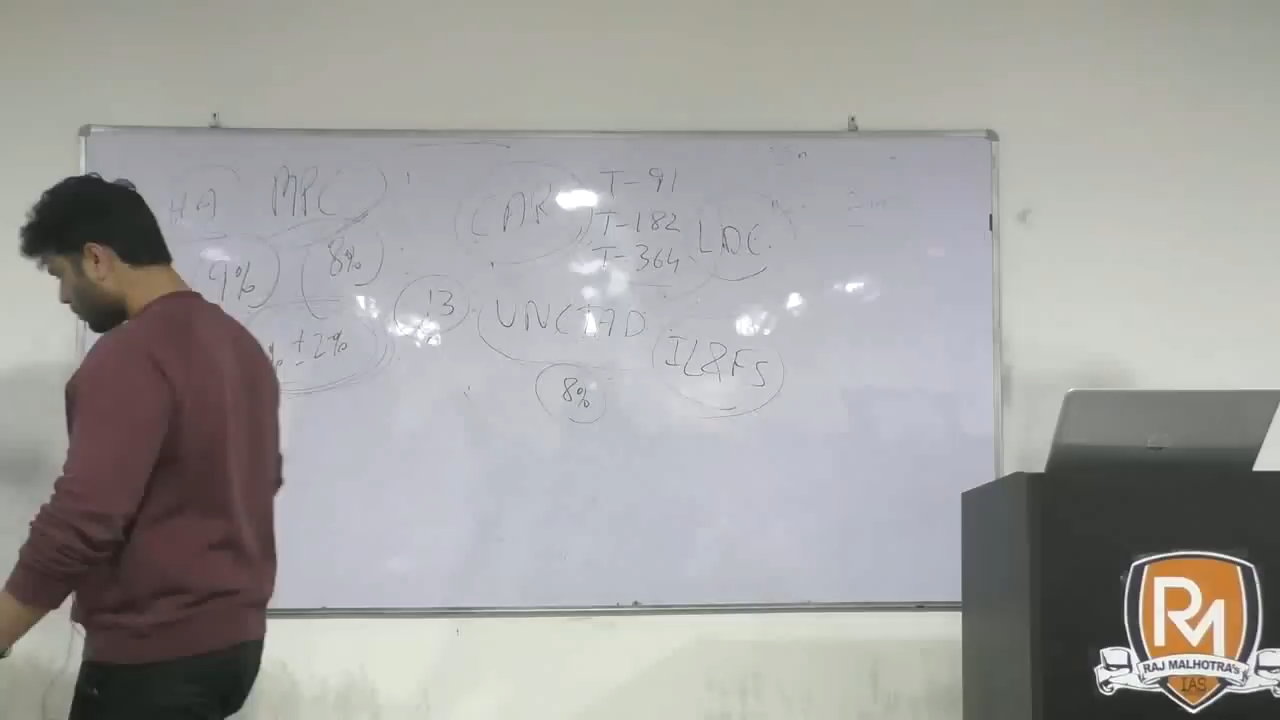 MPC
CAR
T-91
T-182
T-364
LDC
9%
8%
% ± 2%
13
UNCTAD
IL&FS
8%
RM
RAJ MALHOTRA'S
IAS